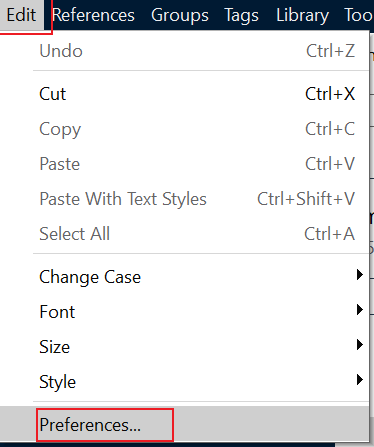 Edit References Groups Tags Library Too
Undo Ctrl+Z
Cut Ctrl+X
Copy Ctrl+C
Paste Ctrl+V
Paste With Text Styles Ctrl+Shift+V
Select All Ctrl+A
Change Case
Font
Size
Style
Preferences...